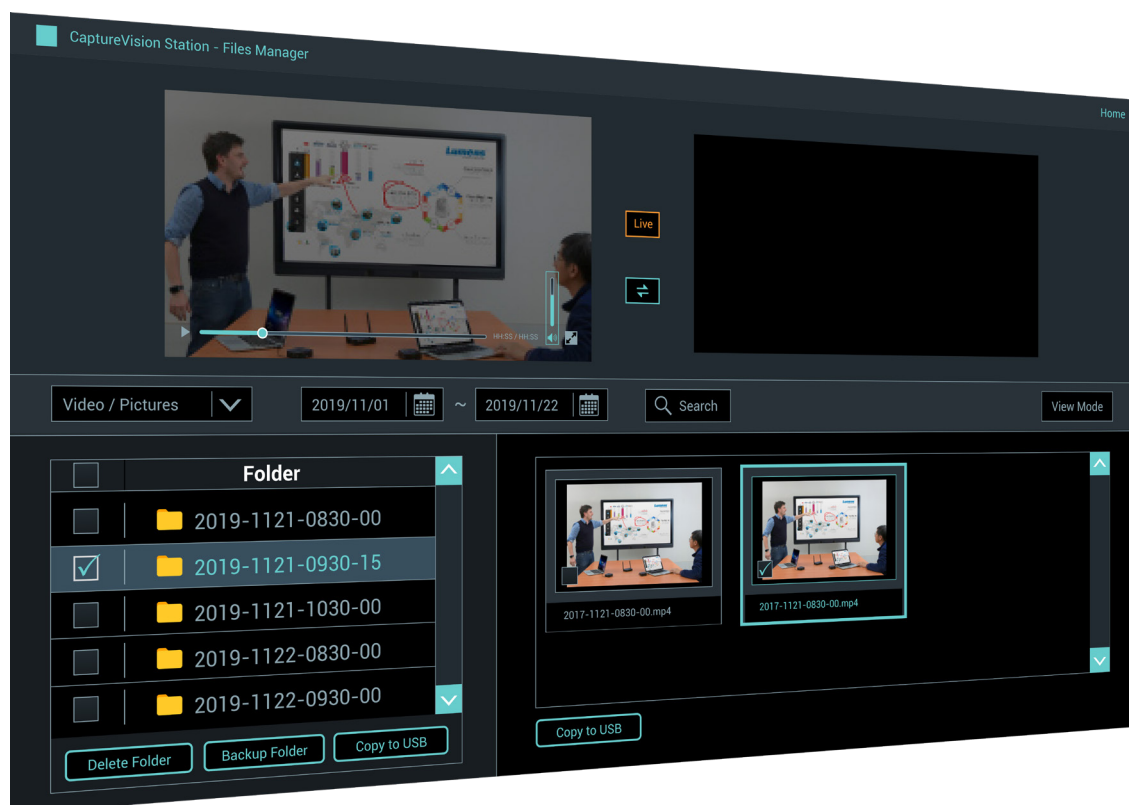 CaptureVision Station - Files Manager
Home
Lumens
Live
HH:SS / HH:SS
Video / Pictures
2019/11/01
~
2019/11/22
Search
View Mode
Folder
2019-1121-0830-00
2019-1121-0930-15
2019-1121-1030-00
2019-1122-0830-00
2019-1122-0930-00
Delete Folder
Backup Folder
Copy to USB
2017-1121-0830-00.mp4
2017-1121-0830-00.mp4
Copy to USB